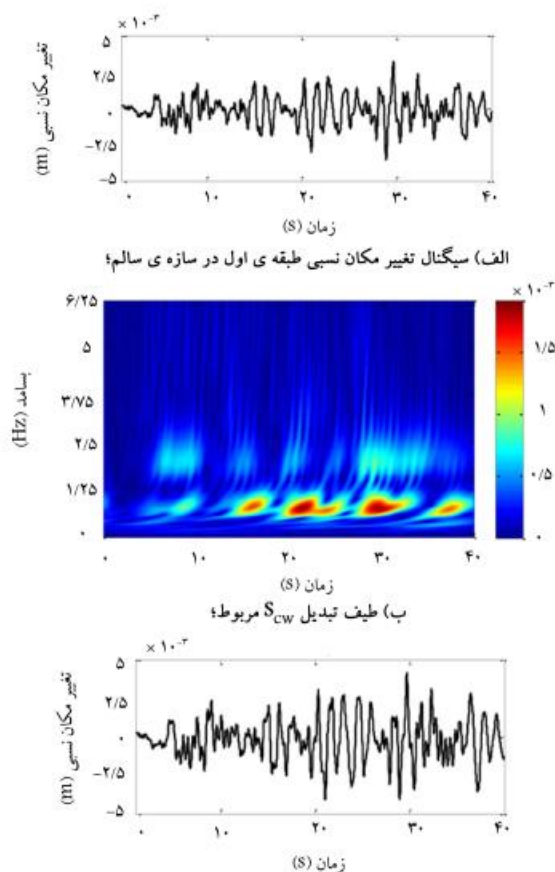 × ۱۰⁻³
تغییر مکان نسبی (m)
۵
۲/۵
۰
-۲/۵
-۵
۰ ۱۰ ۲۰ ۳۰ ۴۰
زمان (s)
الف) سیگنال تغییر مکان نسبی طبقه ی اول در سازه ی سالم؛
بسامد (Hz)
۶/۲۵
۵
۳/۷۵
۲/۵
۱/۲۵
۰
× ۱۰⁻³
۱/۵
۱
۰/۵
۰
۰ ۱۰ ۲۰ ۳۰ ۴۰
زمان (s)
ب) طیف تبدیل S_CW مربوط؛
× ۱۰⁻³
تغییر مکان نسبی (m)
۵
۲/۵
۰
-۲/۵
-۵
۰ ۱۰ ۲۰ ۳۰ ۴۰
زمان (s)